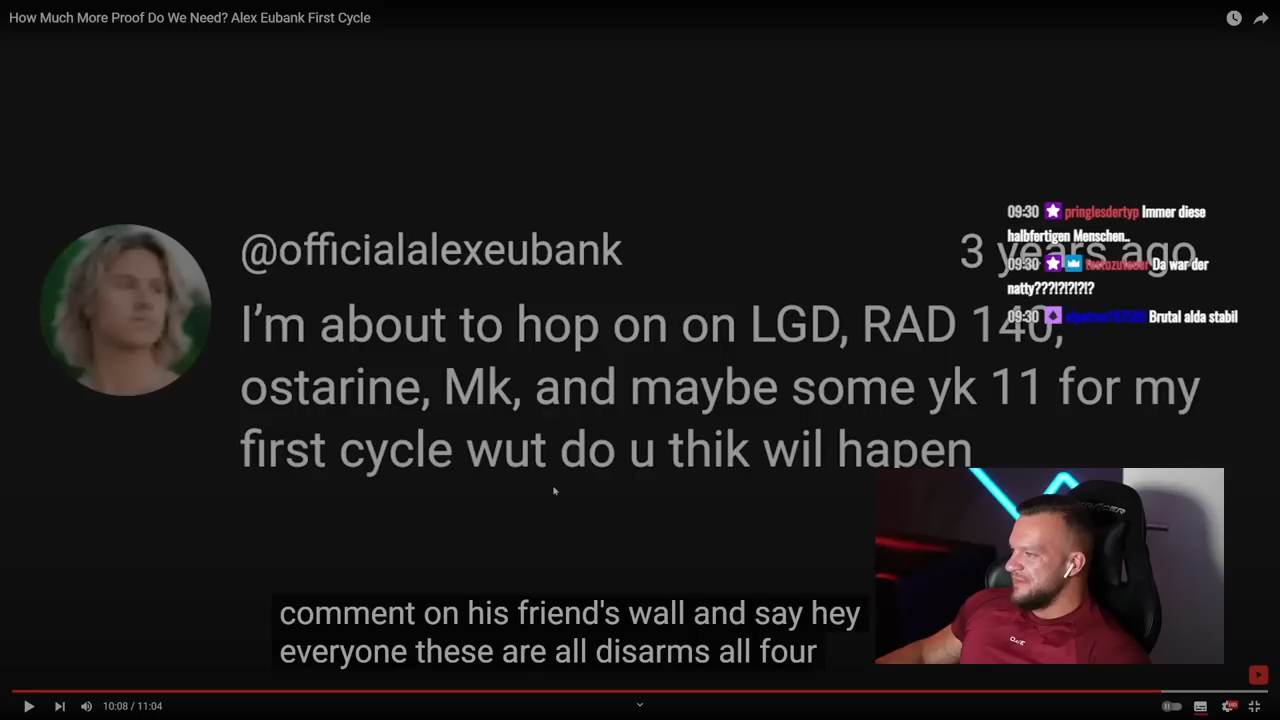 How Much More Proof Do We Need? Alex Eubank First Cycle
@officialalexeubank
3 years ago
I’m about to hop on on LGD, RAD 140,
ostarine, Mk, and maybe some yk 11 for my
first cycle wut do u thik wil hapen
09:30 pringlesdertyp Immer diese
halbfertigen Menschen..
09:30 Da war der
natty???!?!?!?!?
09:30 Brutal alda stabil
comment on his friend's wall and say hey
everyone these are all disarms all four
10:08 / 11:04